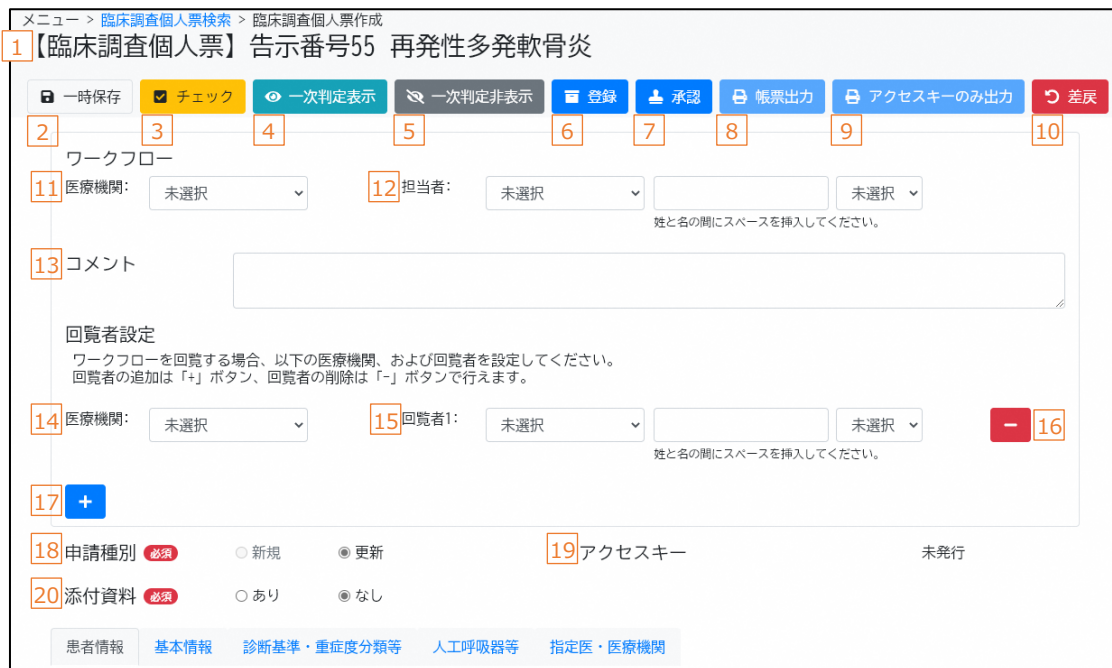 メニュー > 臨床調査個人票検索 > 臨床調査個人票作成
1 【臨床調査個人票】告示番号55 再発性多発軟骨炎
一時保存 チェック 一次判定表示 一次判定非表示 登録 承認 帳票出力 アクセスキーのみ出力 差戻
2 3 4 5 6 7 8 9 10
ワークフロー
11 医療機関: 未選択 12 担当者: 未選択 未選択
姓と名の間にスペースを挿入してください。
13 コメント
回覧者設定
ワークフローを回覧する場合、以下の医療機関、および回覧者を設定してください。
回覧者の追加は「+」ボタン、回覧者の削除は「-」ボタンで行えます。
14 医療機関: 未選択 15 回覧者1: 未選択 未選択 - 16
姓と名の間にスペースを挿入してください。
17 +
18 申請種別 必須 新規 更新 19 アクセスキー 未発行
20 添付資料 必須 あり なし
患者情報 基本情報 診断基準・重症度分類等 人工呼吸器等 指定医・医療機関